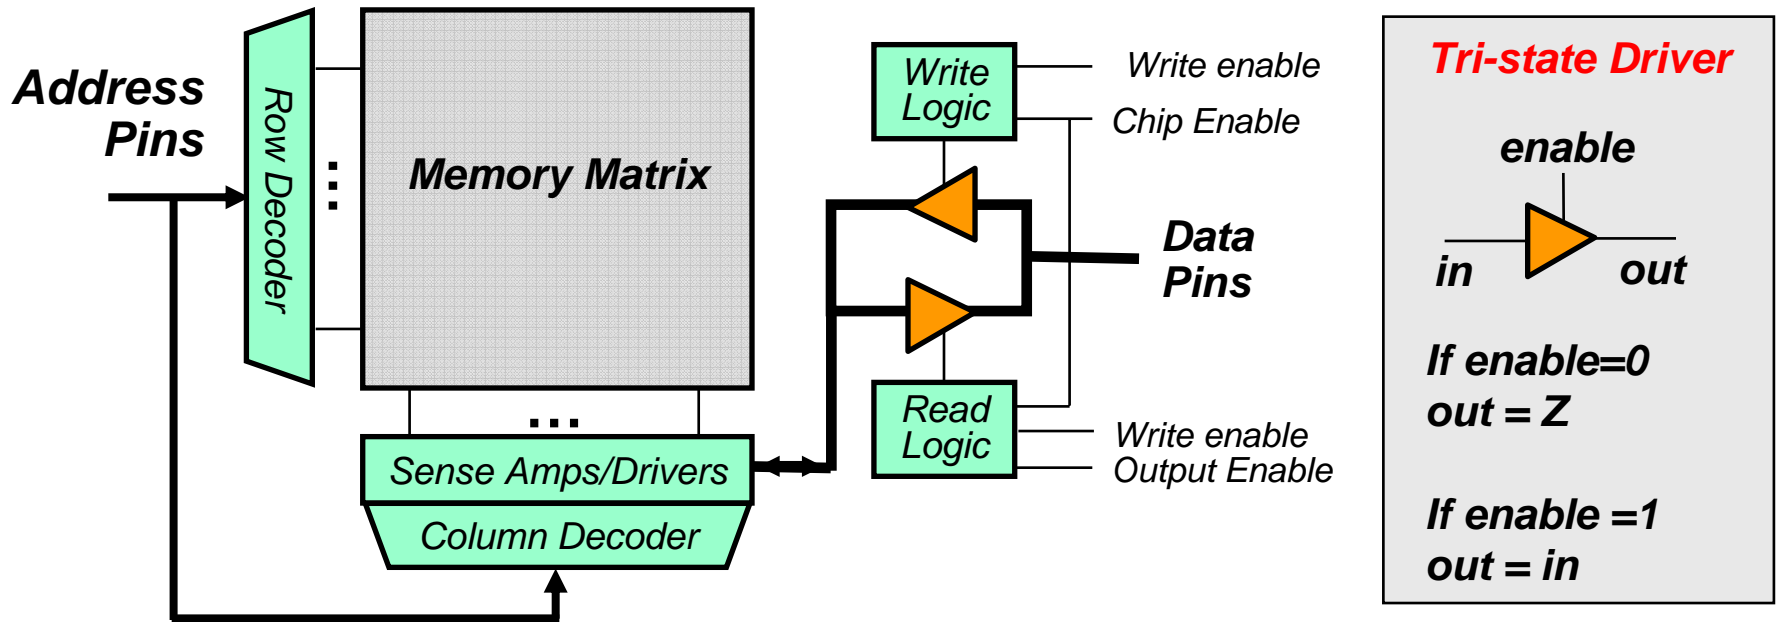 Address
Pins
Row Decoder
...
Memory Matrix
...
Sense Amps/Drivers
Column Decoder
Write
Logic
Write enable
Chip Enable
Data
Pins
Read
Logic
Write enable
Output Enable
Tri-state Driver
enable
in
out
If enable=0
out = Z
If enable =1
out = in